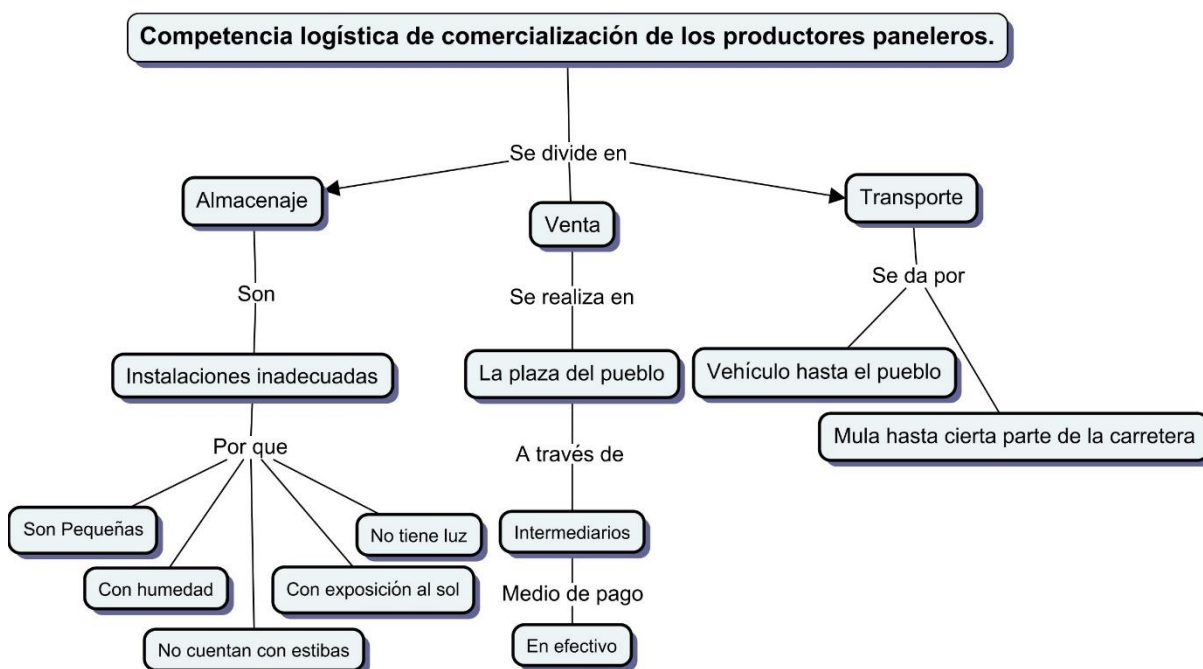 Competencia logística de comercialización de los productores paneleros.
Se divide en
Almacenaje
Venta
Transporte
Son
Se realiza en
Se da por
Instalaciones inadecuadas
La plaza del pueblo
Vehículo hasta el pueblo
Mula hasta cierta parte de la carretera
Por que
A través de
Son Pequeñas
Con humedad
No cuentan con estibas
Con exposición al sol
No tiene luz
Intermediarios
Medio de pago
En efectivo